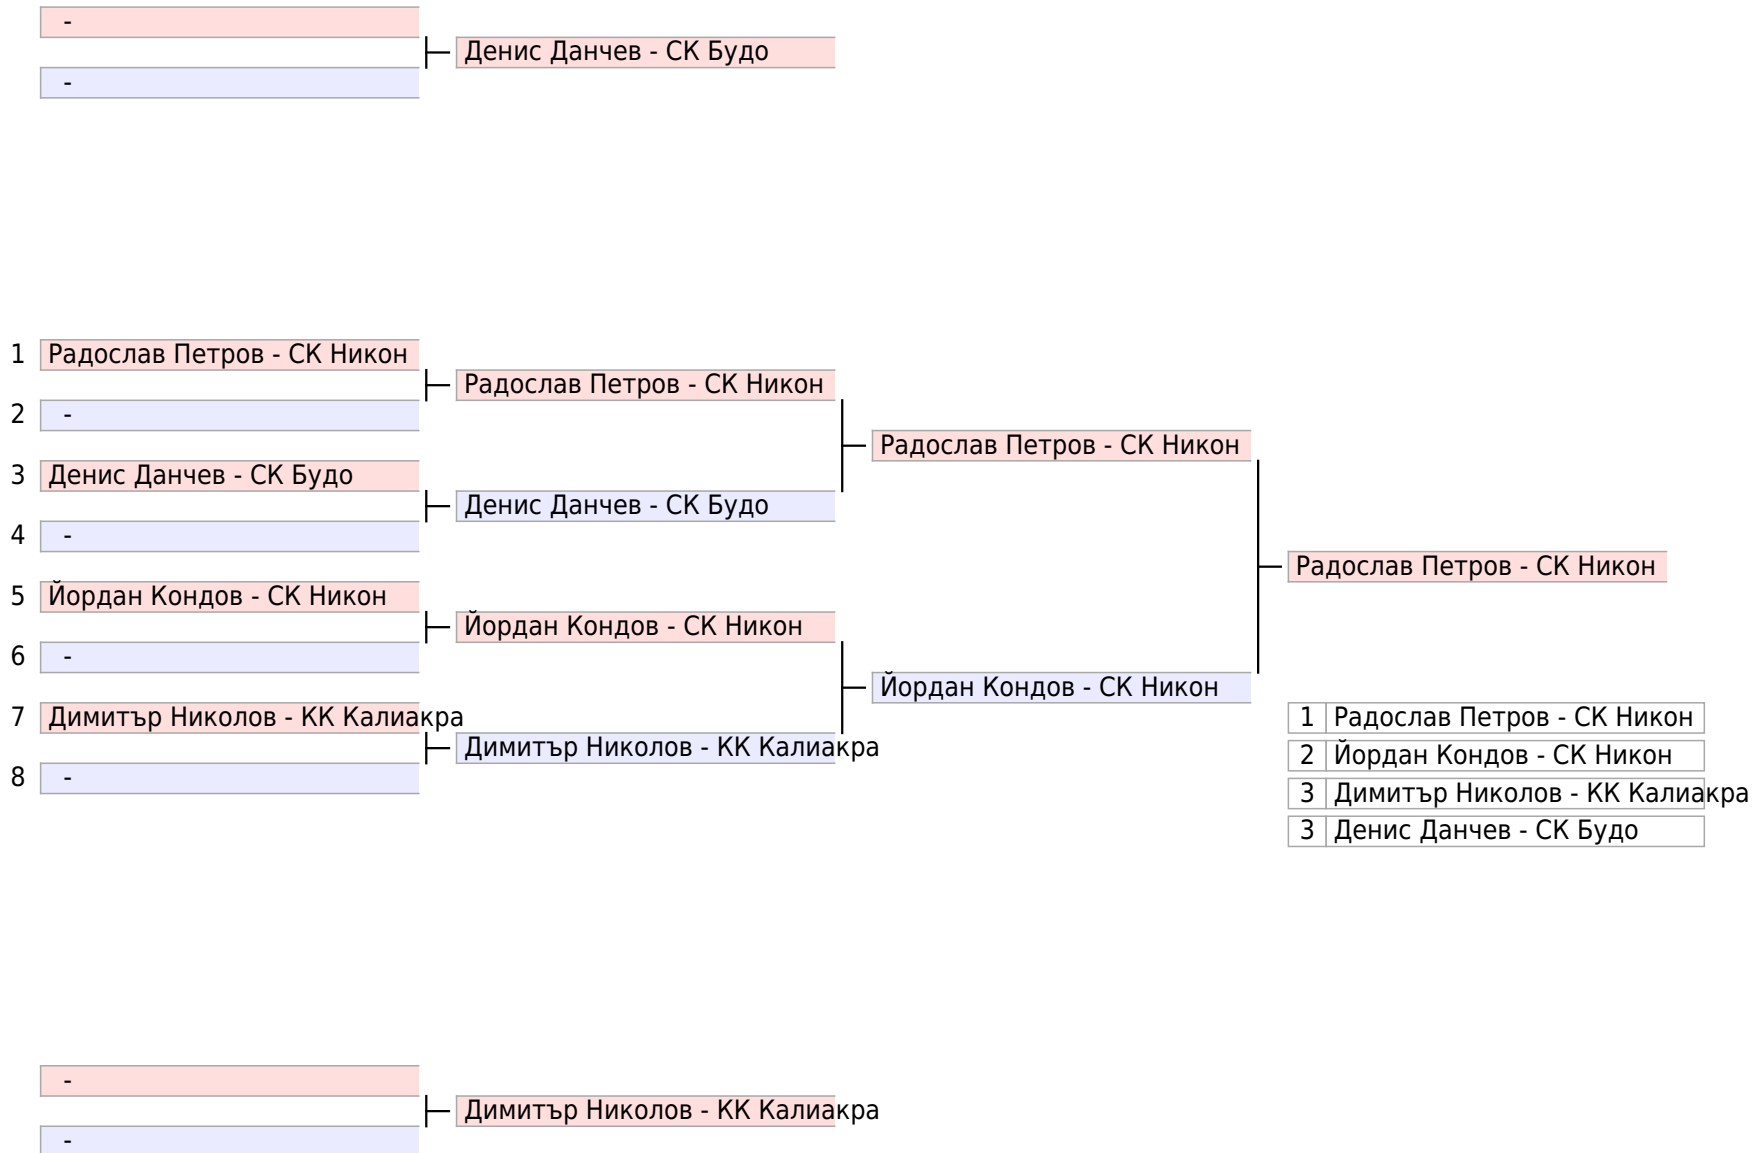 -
Денис Данчев - СК Будо
-
1 Радослав Петров - СК Никон
Радослав Петров - СК Никон
2 -
Радослав Петров - СК Никон
3 Денис Данчев - СК Будо
Денис Данчев - СК Будо
4 -
Радослав Петров - СК Никон
5 Йордан Кондов - СК Никон
Йордан Кондов - СК Никон
6 -
Йордан Кондов - СК Никон
7 Димитър Николов - КК Калиакра
Димитър Николов - КК Калиакра
8 -
1 Радослав Петров - СК Никон
2 Йордан Кондов - СК Никон
3 Димитър Николов - КК Калиакра
3 Денис Данчев - СК Будо
-
Димитър Николов - КК Калиакра
-